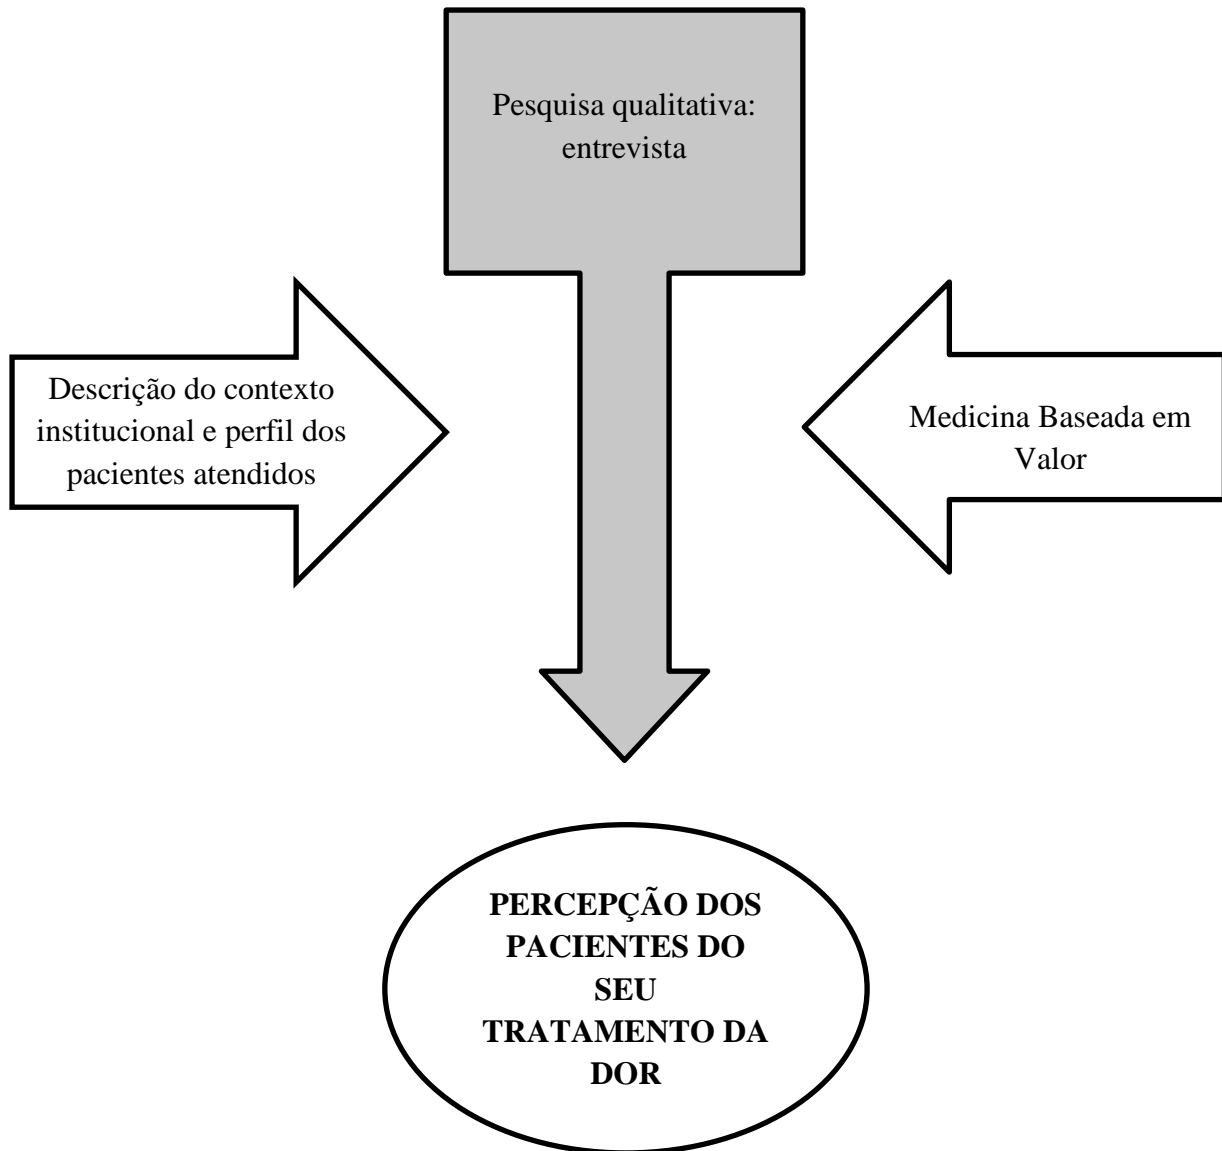 Pesquisa qualitativa:
entrevista
Descrição do contexto
institucional e perfil dos
pacientes atendidos
Medicina Baseada em
Valor
PERCEPÇÃO DOS
PACIENTES DO
SEU
TRATAMENTO DA
DOR